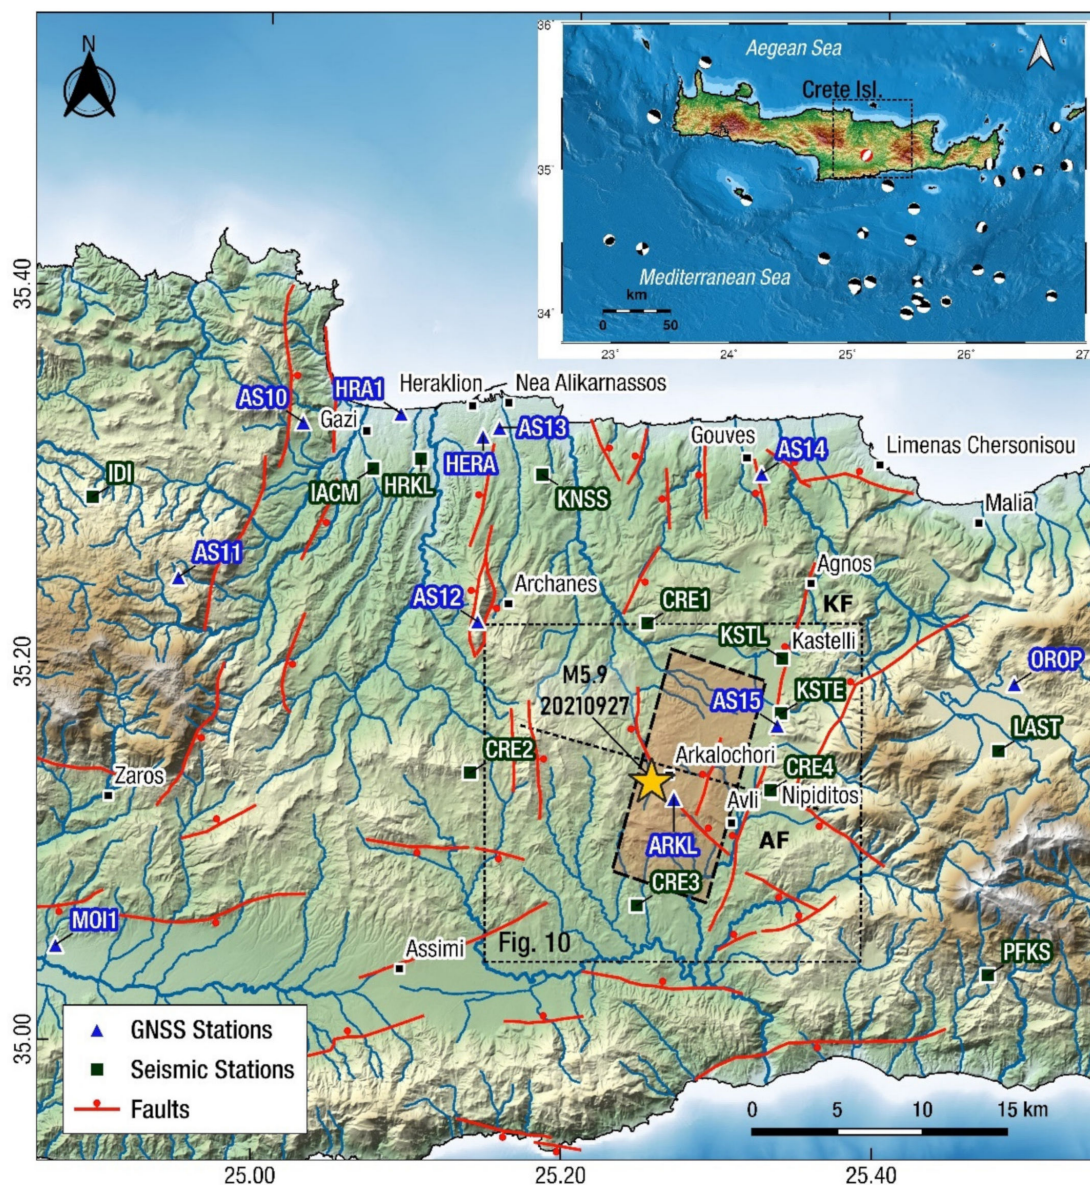 N
36°
Aegean Sea
Crete Isl.
35°
Mediterranean Sea
km
0
50
34°
23°
24°
25°
26°
27
35.40
35.20
35.00
HRA1
Heraklion
Nea Alikarnassos
AS10
Gazi
AS13
HERA
Gouves
AS14
Limenas Chersonisou
IDI
IACM
HRKL
KNSS
Malia
AS11
Agnos
Archanes
AS12
CRE1
KF
KSTL
Kastelli
OROP
M5.9
20210927
AS15
KSTE
LAST
CRE2
Arkalochori
CRE4
Zaros
Avli
Nipiditos
ARKL
AF
CRE3
MOI1
Fig. 10
Assimi
PFKS
GNSS Stations
Seismic Stations
Faults
0
5
10
15 km
25.00
25.20
25.40